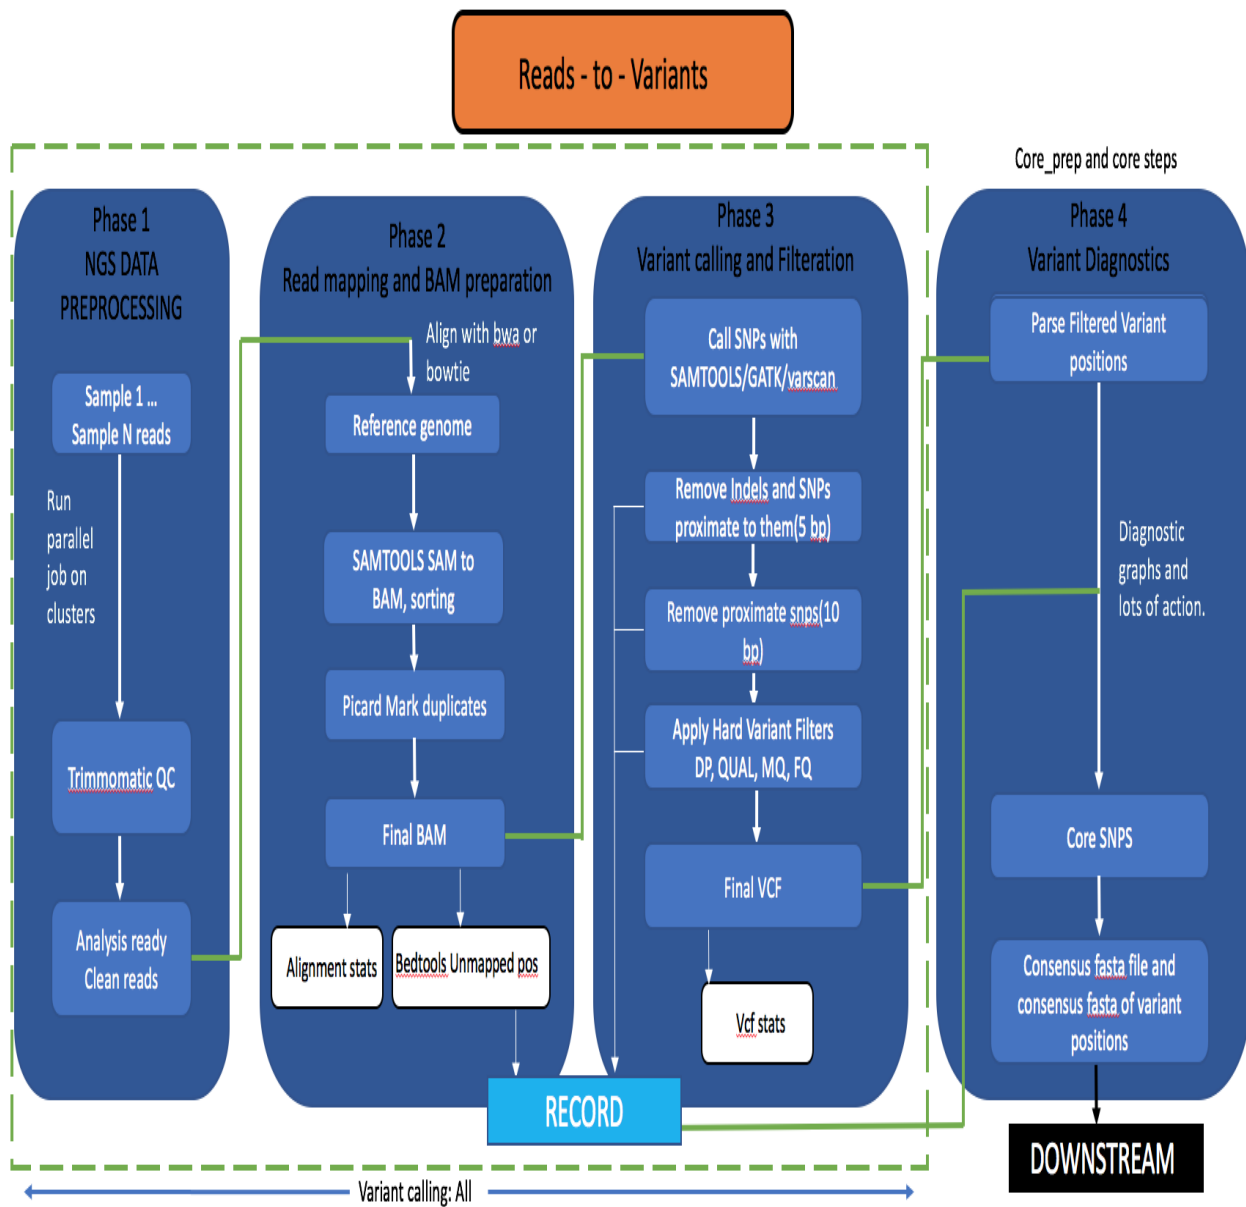 Reads - to - Variants
Core_prep and core steps
Phase 1
NGS DATA
PREPROCESSING
Sample 1 ...
Sample N reads
Run
parallel
job on
clusters
Trimmomatic QC
Analysis ready
Clean reads
Phase 2
Read mapping and BAM preparation
Align with bwa or
bowtie
Reference genome
SAMTOOLS SAM to
BAM, sorting
Picard Mark duplicates
Final BAM
Alignment stats
Bedtools Unmapped pos
Phase 3
Variant calling and Filteration
Call SNPs with
SAMTOOLS/GATK/varscan
Remove Indels and SNPs
proximate to them(5 bp)
Remove proximate snps(10
bp)
Apply Hard Variant Filters
DP, QUAL, MQ, FQ
Final VCF
Vcf stats
RECORD
Phase 4
Variant Diagnostics
Parse Filtered Variant
positions
Diagnostic
graphs and
lots of action.
Core SNPS
Consensus fasta file and
consensus fasta of variant
positions
DOWNSTREAM
Variant calling: All